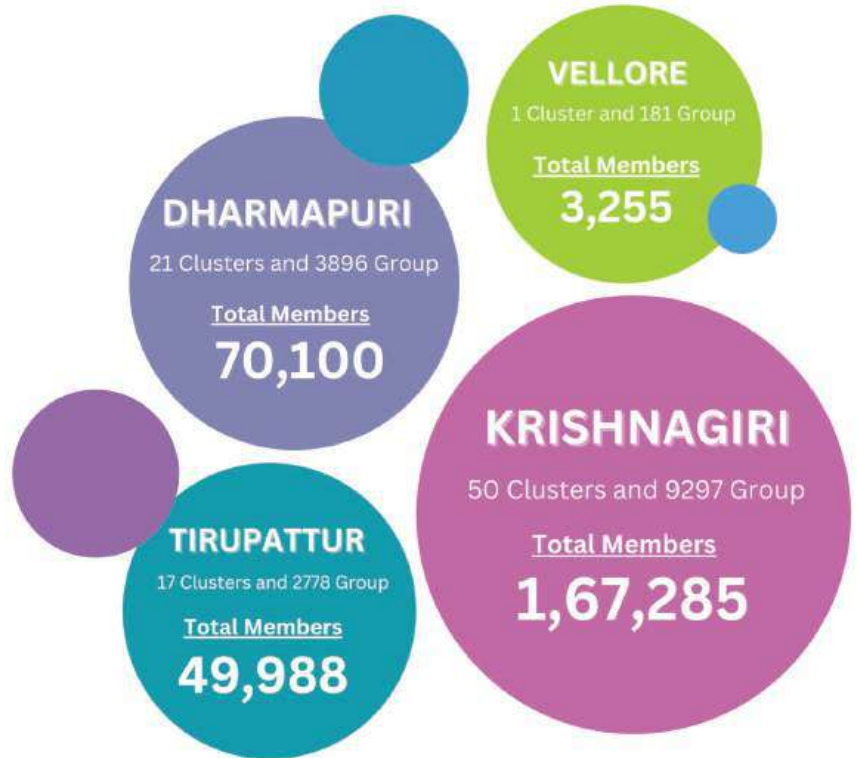 VELLORE
1 Cluster and 181 Group
Total Members
3,255
DHARMAPURI
21 Clusters and 3896 Group
Total Members
70,100
KRISHNAGIRI
50 Clusters and 9297 Group
Total Members
1,67,285
TIRUPATTUR
17 Clusters and 2778 Group
Total Members
49,988